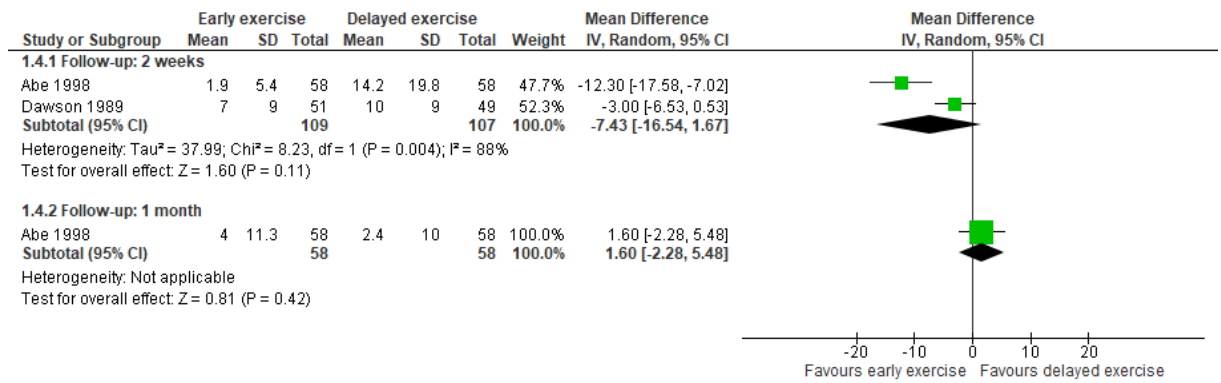 Early exercise Delayed exercise Mean Difference Mean Difference
Study or Subgroup Mean SD Total Mean SD Total Weight IV, Random, 95% CI IV, Random, 95% CI
1.4.1 Follow-up: 2 weeks
Abe 1998 1.9 5.4 58 14.2 19.8 58 47.7% -12.30 [-17.58, -7.02]
Dawson 1989 7 9 51 10 9 49 52.3% -3.00 [-6.53, 0.53]
Subtotal (95% CI) 109 107 100.0% -7.43 [-16.54, 1.67]
Heterogeneity: Tau² = 37.99; Chi² = 8.23, df = 1 (P = 0.004); I² = 88%
Test for overall effect: Z = 1.60 (P = 0.11)
1.4.2 Follow-up: 1 month
Abe 1998 4 11.3 58 2.4 10 58 100.0% 1.60 [-2.28, 5.48]
Subtotal (95% CI) 58 58 100.0% 1.60 [-2.28, 5.48]
Heterogeneity: Not applicable
Test for overall effect: Z = 0.81 (P = 0.42)
-20 -10 0 10 20
Favours early exercise Favours delayed exercise